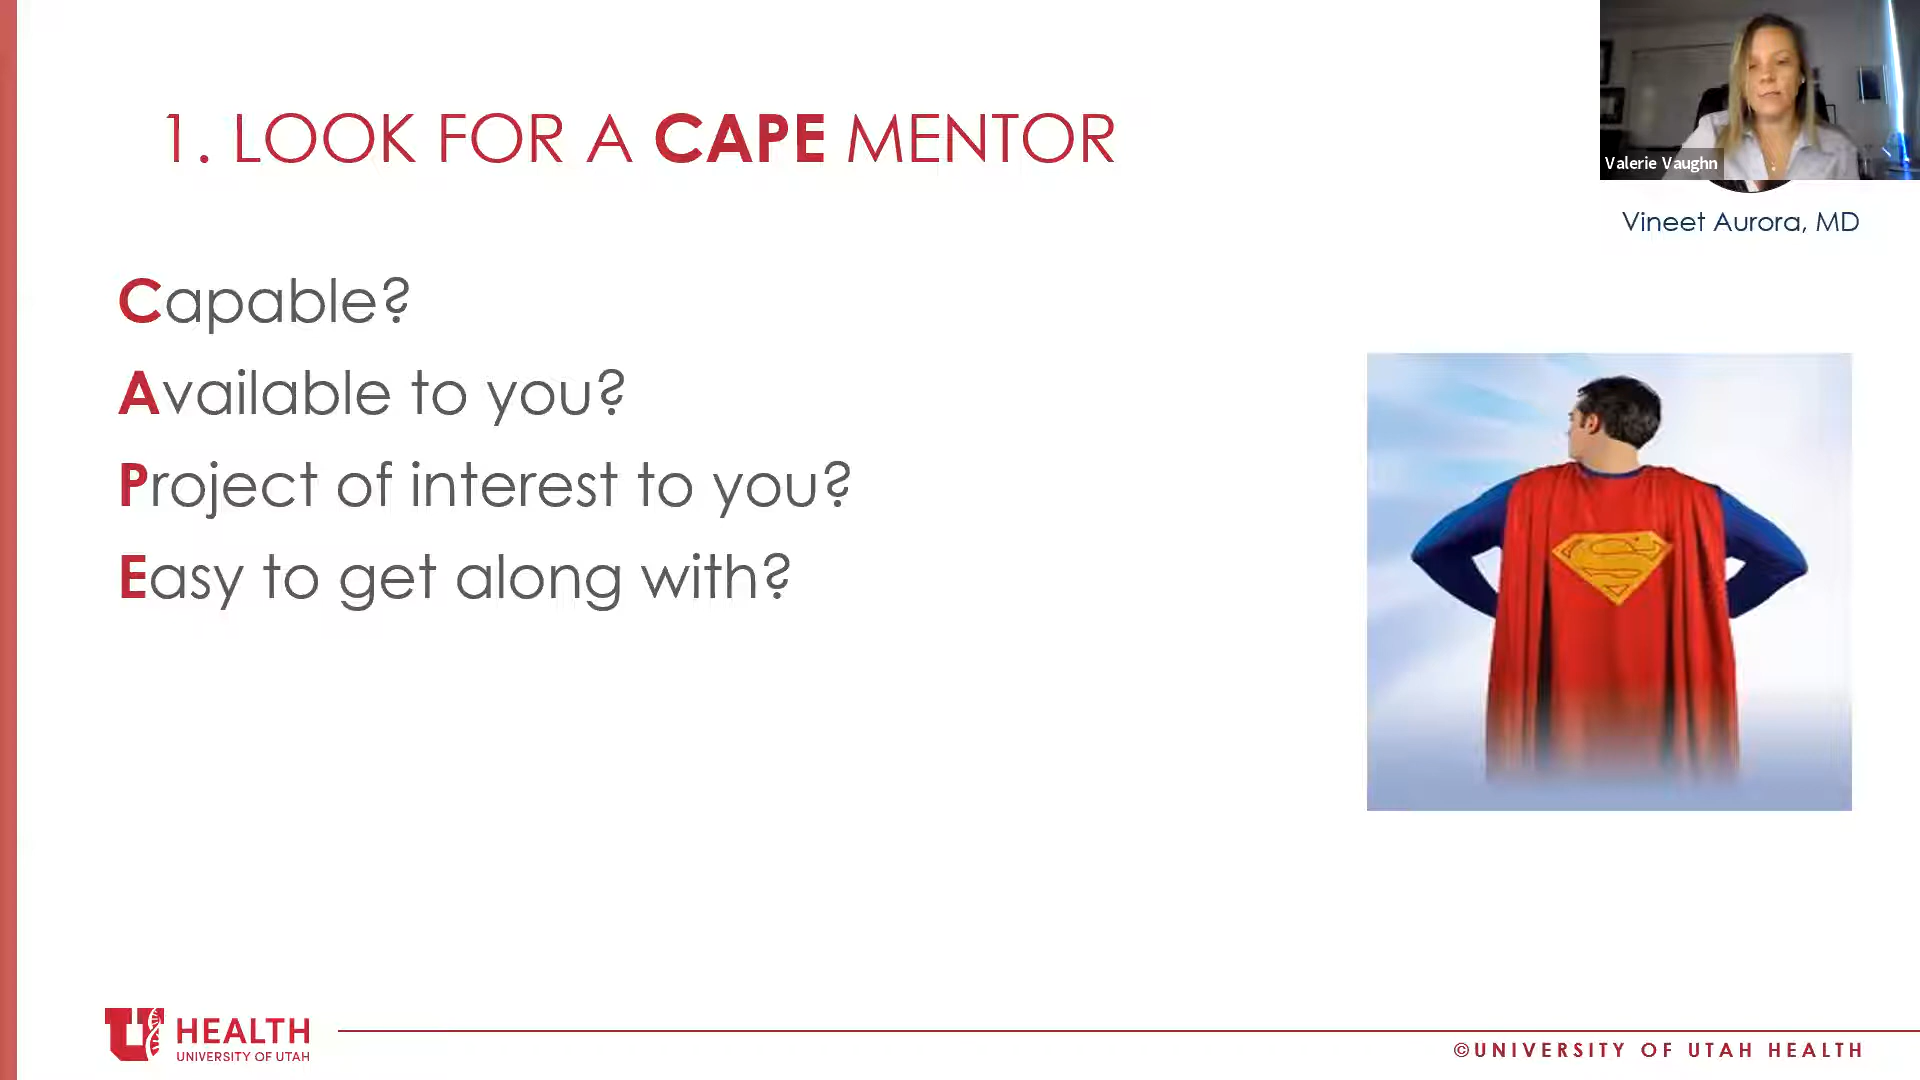 1. LOOK FOR A CAPE MENTOR
Valerie Vaughn
Vineet Aurora, MD
Capable?
Available to you?
Project of interest to you?
Easy to get along with?
S
U HEALTH
UNIVERSITY OF UTAH
©UNIVERSITY OF UTAH HEALTH